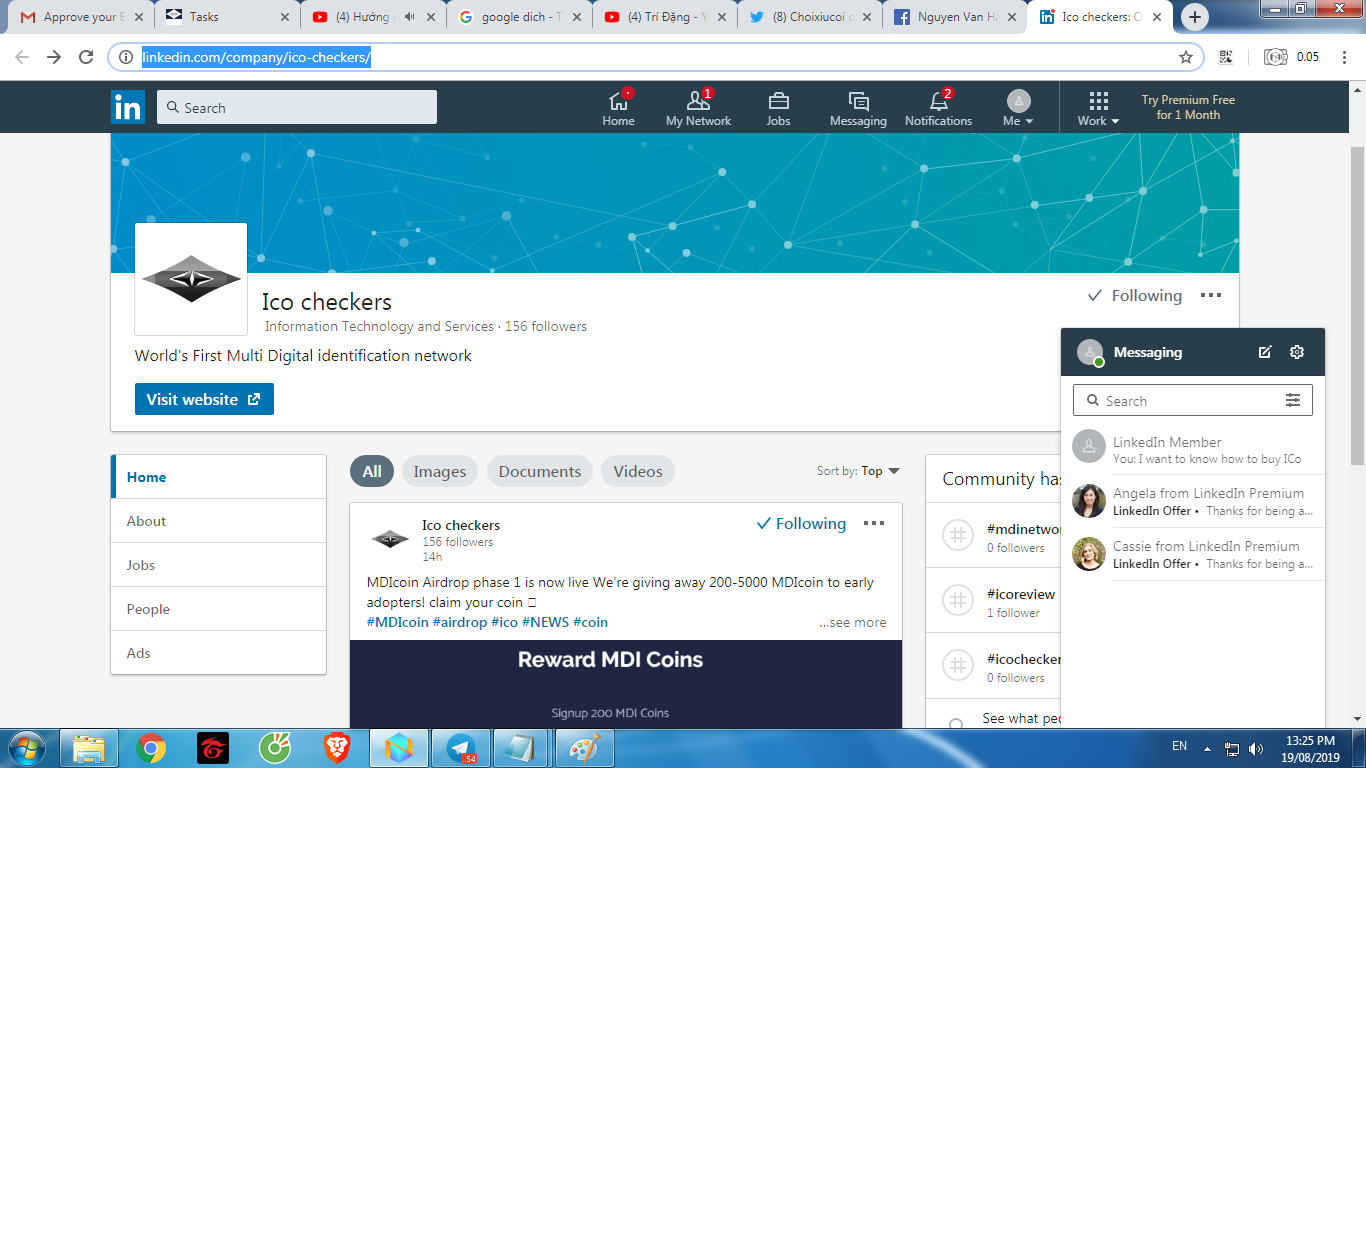 Approve your E
Tasks
(4) Hướng
google dich - T
(4) Trí Đặng - Y
(8) Choixiucoi
Nguyen Van Ha
Ico checkers: O
linkedin.com/company/ico-checkers/
0.05
in
Search
Home
1
My Network
Jobs
Messaging
2
Notifications
Me
Work
Try Premium Free
for 1 Month
Ico checkers
Information Technology and Services · 156 followers
World's First Multi Digital identification network
Visit website
Following
Messaging
Search
LinkedIn Member
You: I want to know how to buy ICo
Angela from LinkedIn Premium
LinkedIn Offer • Thanks for being a...
Cassie from LinkedIn Premium
LinkedIn Offer • Thanks for being a...
Home
About
Jobs
People
Ads
All
Images
Documents
Videos
Sort by: Top
Ico checkers
156 followers
14h
Following
MDIcoin Airdrop phase 1 is now live We're giving away 200-5000 MDIcoin to early
adopters! claim your coin
#MDIcoin #airdrop #ico #NEWS #coin
...see more
Reward MDI Coins
Signup 200 MDI Coins
Community has
#mdinetwor
0 followers
#icoreview
1 follower
#icochecker
0 followers
See what pe
..54
EN
13:25 PM
19/08/2019